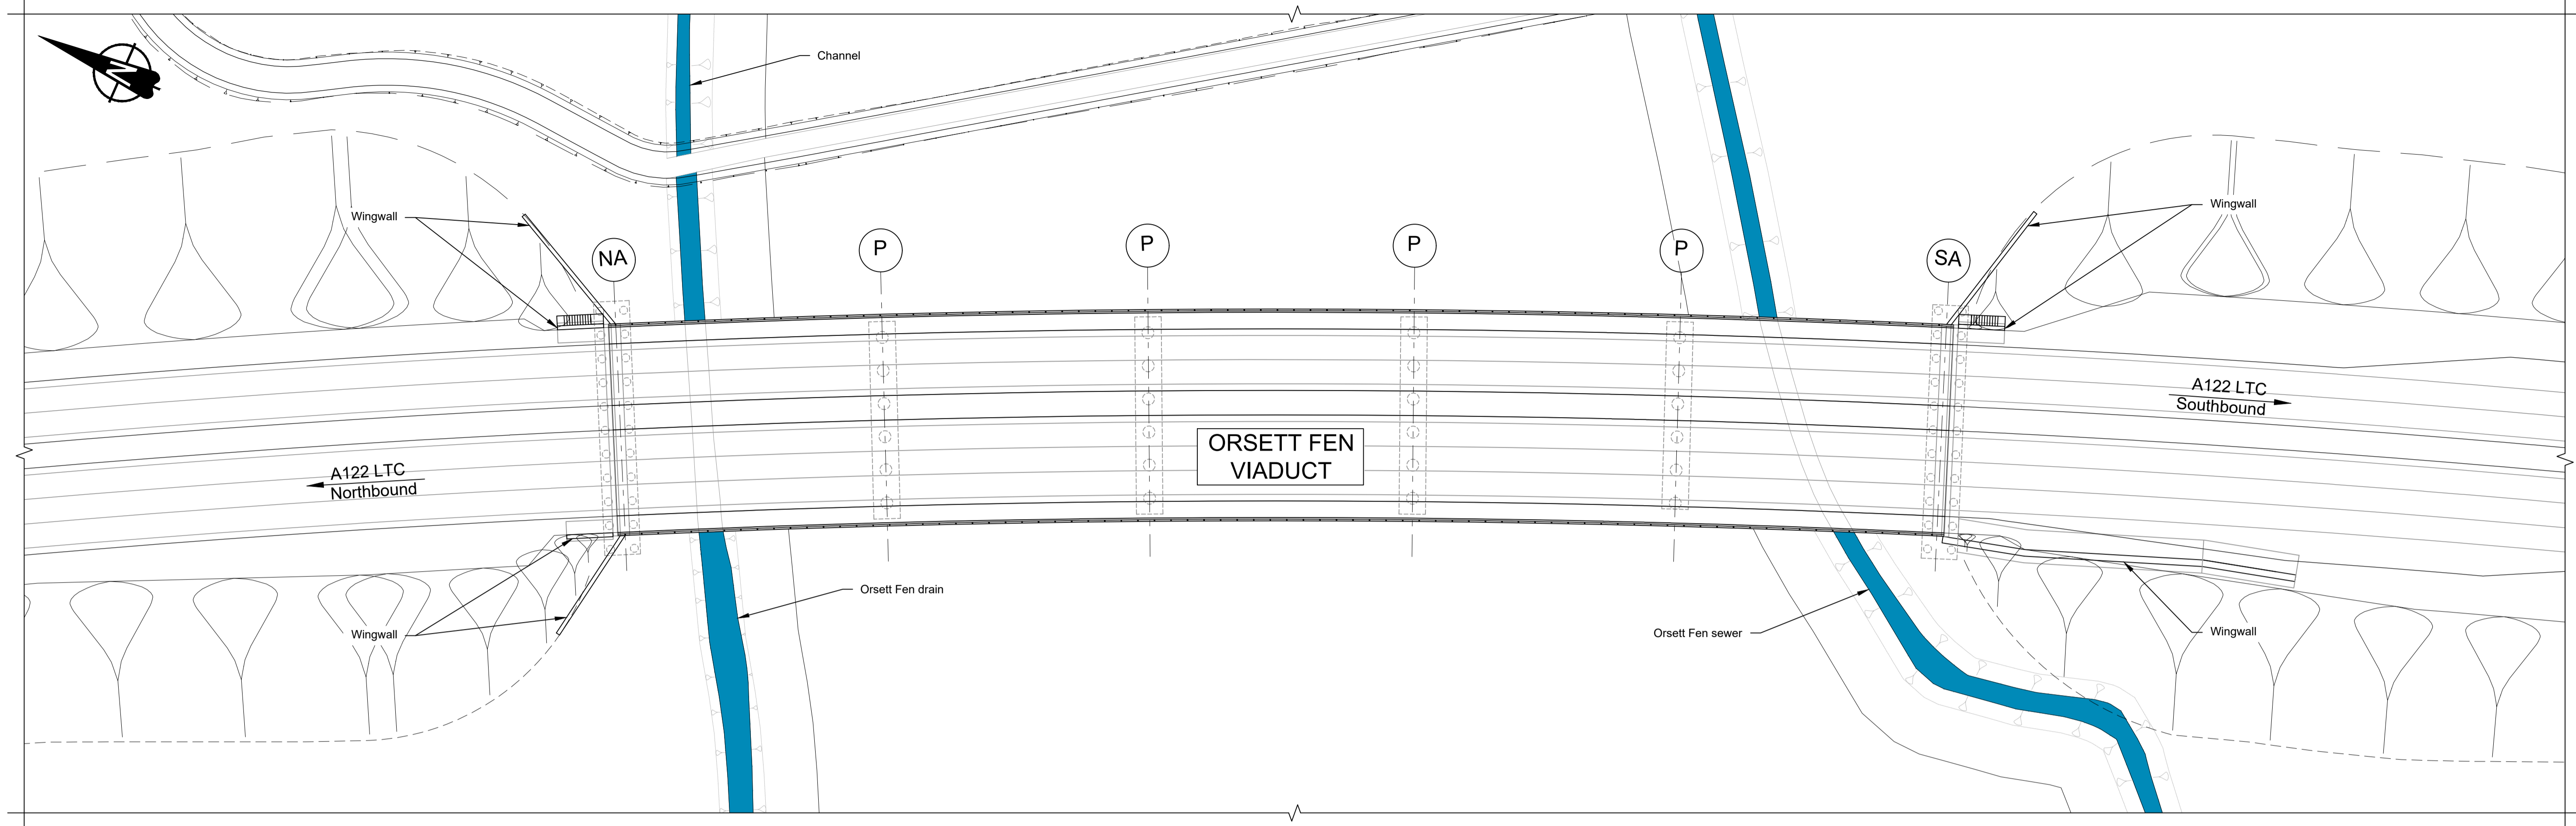 Channel
N
Wingwall
Wingwall
NA
P
P
P
P
SA
A122 LTC
Southbound
ORSETT FEN
VIADUCT
A122 LTC
Northbound
Orsett Fen drain
Orsett Fen sewer
Wingwall
Wingwall